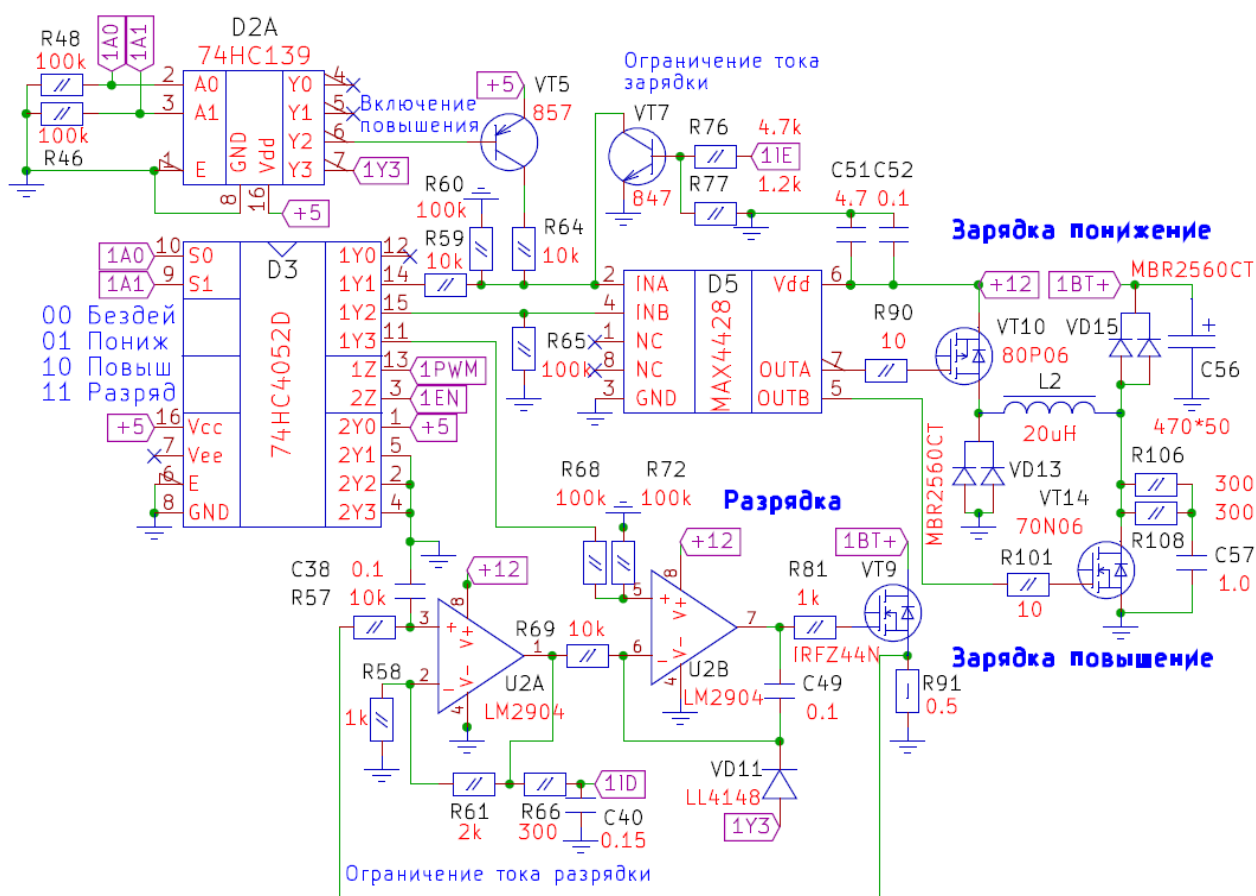 D2A
74HC139
R48
100k
1A0
1A1
2
3
A0
A1
Y0
Y1
Y2
Y3
4
5
6
7
1Y3
100k
R46
1
E
GND
Vdd
8
16
+5
Включение
повышения
+5
VT5
857
Ограничение тока
зарядки
VT7
847
R76
4.7k
1IE
R77
1.2k
C51
C52
4.7
0.1
R60
100k
R59
10k
R64
10k
R65
100k
1A0
1A1
10
9
S0
S1
D3
74HC4052D
1Y0
1Y1
1Y2
1Y3
1Z
2Z
2Y0
2Y1
2Y2
2Y3
12
14
15
11
13
3
1
5
2
4
1PWM
1EN
+5
00 Бездей
01 Пониж
10 Повыш
11 Разряд
+5
16
7
6
8
Vcc
Vee
E
GND
2
4
1
8
3
INA
INB
NC
NC
GND
D5
MAX4428
Vdd
OUTA
OUTB
6
7
5
Зарядка понижение
R90
10
+12
VT10
80P06
1BT+
MBR2560CT
VD15
C56
470*50
L2
20uH
VD13
MBR2560CT
VT14
70N06
R106
300
300
R108
C57
1.0
R101
10
Зарядка повышение
Разрядка
R68
100k
R72
100k
C38
0.1
R57
10k
+12
3
2
8
4
1
+
-
V+
V-
U2A
LM2904
R58
1k
R69
10k
R61
2k
R66
300
1ID
C40
0.15
Ограничение тока разрядки
+12
5
6
8
4
7
+
-
V+
V-
U2B
LM2904
R81
1k
1BT+
VT9
IRFZ44N
C49
0.1
R91
0.5
VD11
LL4148
1Y3